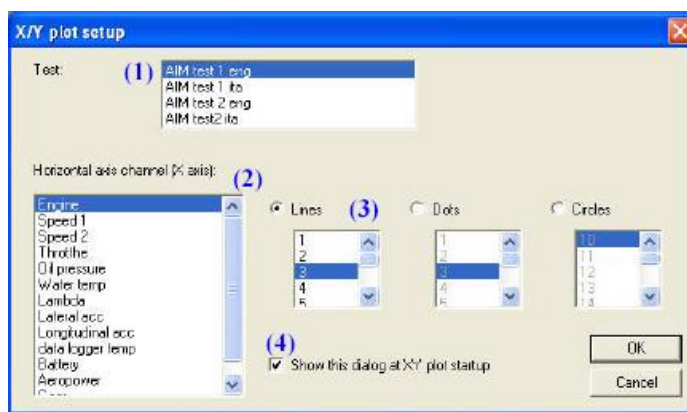 X/Y plot setup
Test:
(1)
AIM test 1 eng
AIM test 1 ita
AIM test 2 eng
AIM test2 ita
Horizontal axis channel (X axis):
(2)
Engine
Speed 1
Speed 2
Throtlhe
Oil pressure
Water temp
Lambda
Lateral acc
Longitudinal acc
data logger temp
Battery
Aeropower
Lines
(3)
Dots
Circles
1
2
3
4
5
1
2
3
4
5
10
11
12
13
14
(4)
Show this dialog at X/Y plot startup
OK
Cancel